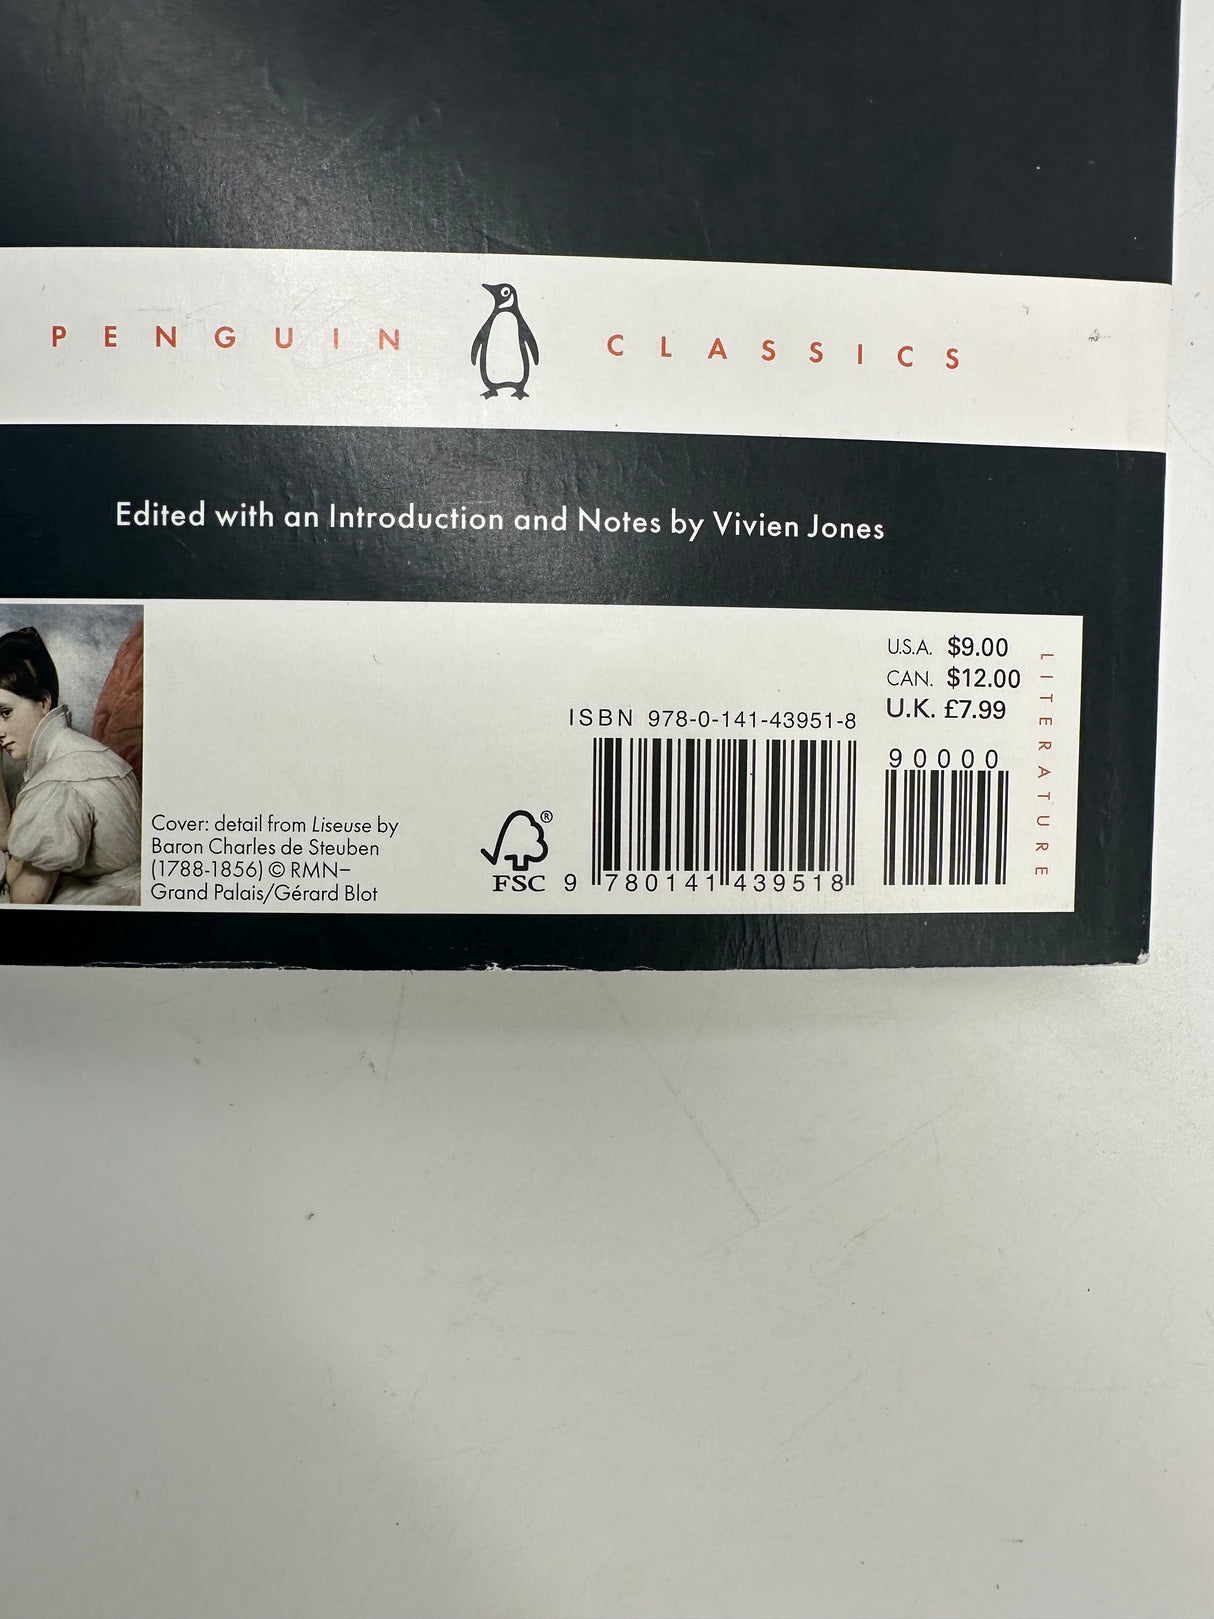 PENGUIN CLASSICS
Edited with an Introduction and Notes by Vivien Jones
U.S.A. $9.00
CAN. $12.00
U.K. £7.99
LITERATURE
ISBN 978-0-141-43951-8
90000
Cover: detail from Liseuse by
Baron Charles de Steuben
(1788-1856) © RMN–
Grand Palais/Gérard Blot
®
FSC
9 780141 439518